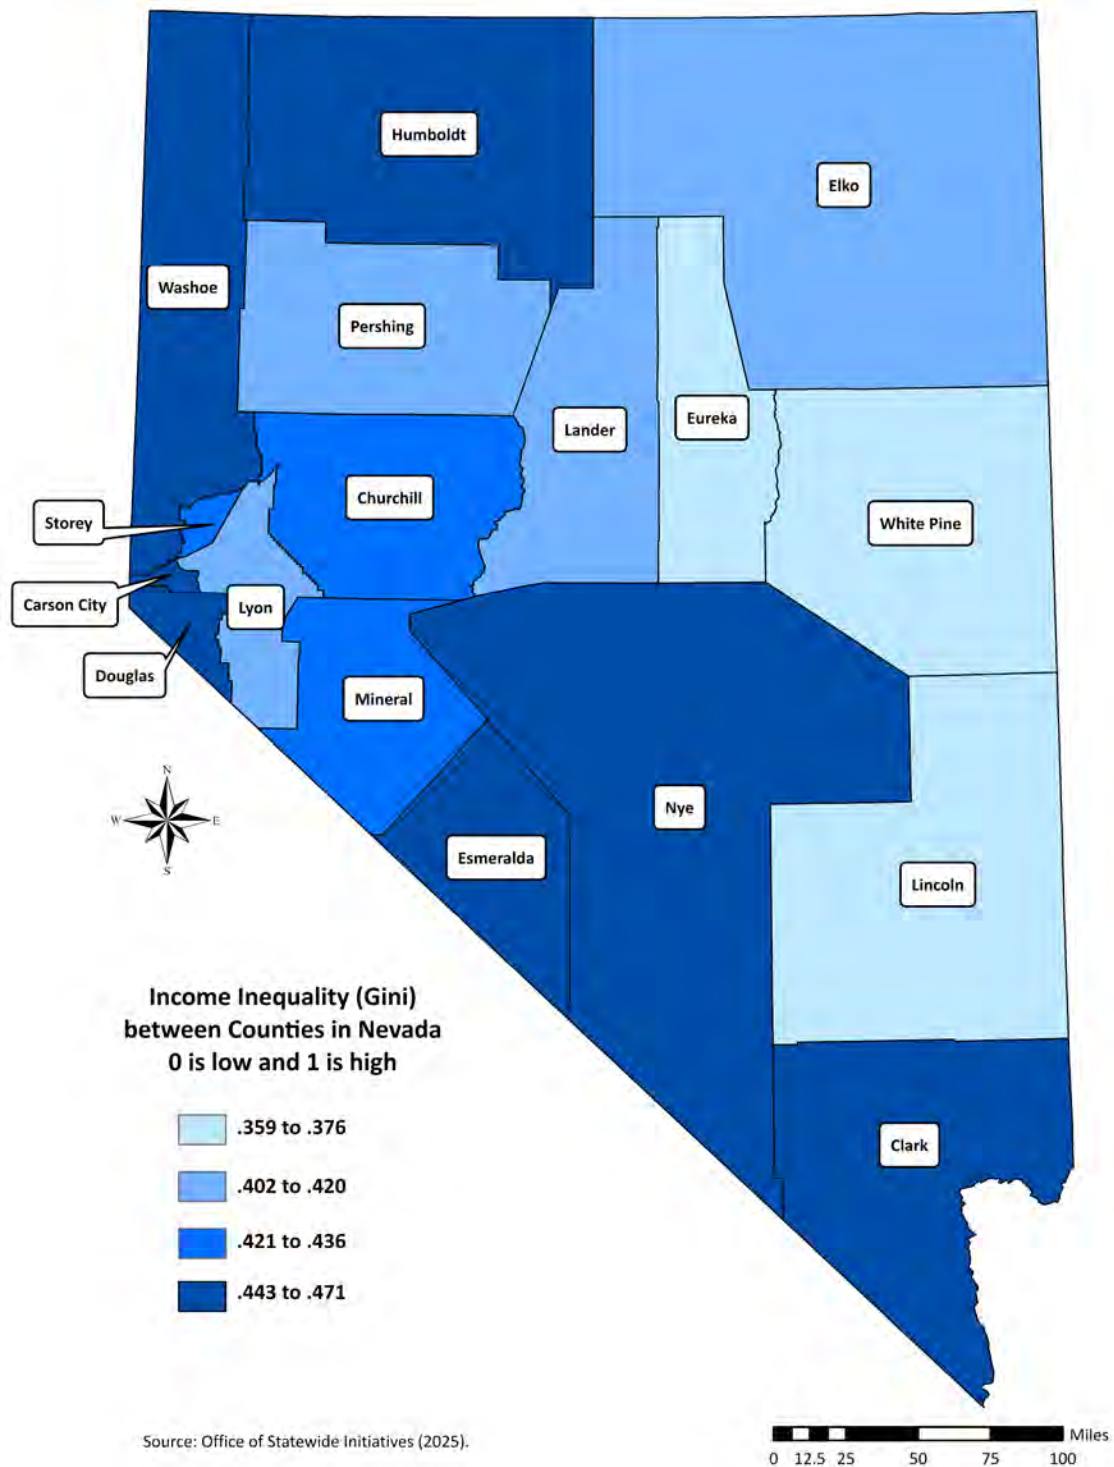 Humboldt
Elko
Washoe
Pershing
Eureka
Lander
Churchill
Storey
White Pine
Carson City
Lyon
Douglas
Mineral
N
W E
S
Nye
Esmeralda
Lincoln
Income Inequality (Gini)
between Counties in Nevada
0 is low and 1 is high
.359 to .376
.402 to .420
.421 to .436
.443 to .471
Clark
Source: Office of Statewide Initiatives (2025).
Miles
0 12.5 25 50 75 100